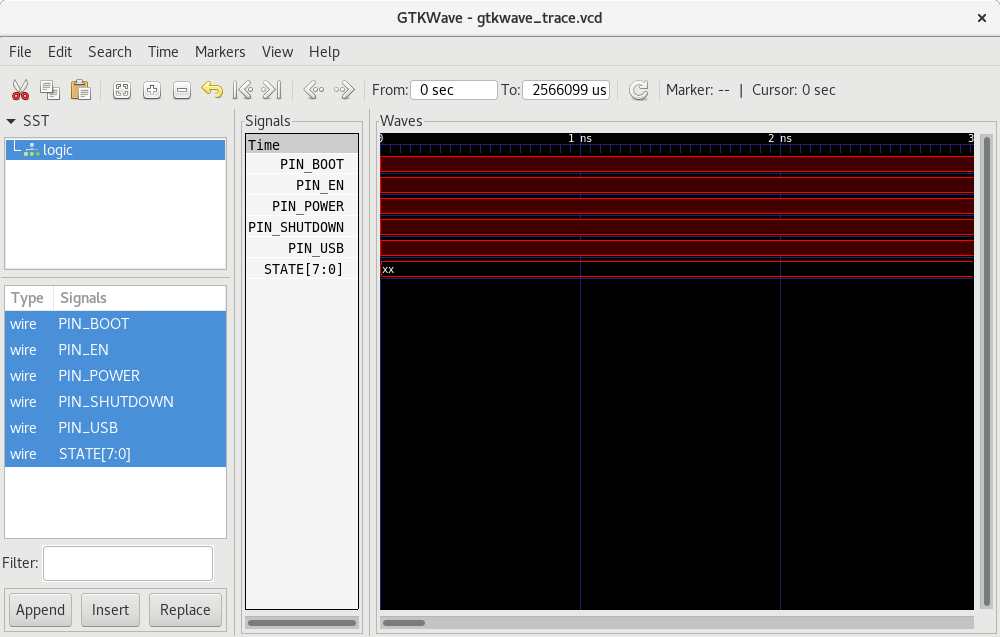 GTKWave - gtkwave_trace.vcd
File Edit Search Time Markers View Help
From: 0 sec To: 2566099 us Marker: -- | Cursor: 0 sec
SST
logic
Type Signals
wire PIN_BOOT
wire PIN_EN
wire PIN_POWER
wire PIN_SHUTDOWN
wire PIN_USB
wire STATE[7:0]
Filter:
Append Insert Replace
Signals
Time
PIN_BOOT
PIN_EN
PIN_POWER
PIN_SHUTDOWN
PIN_USB
STATE[7:0]
Waves
0 1 ns 2 ns 3
xx